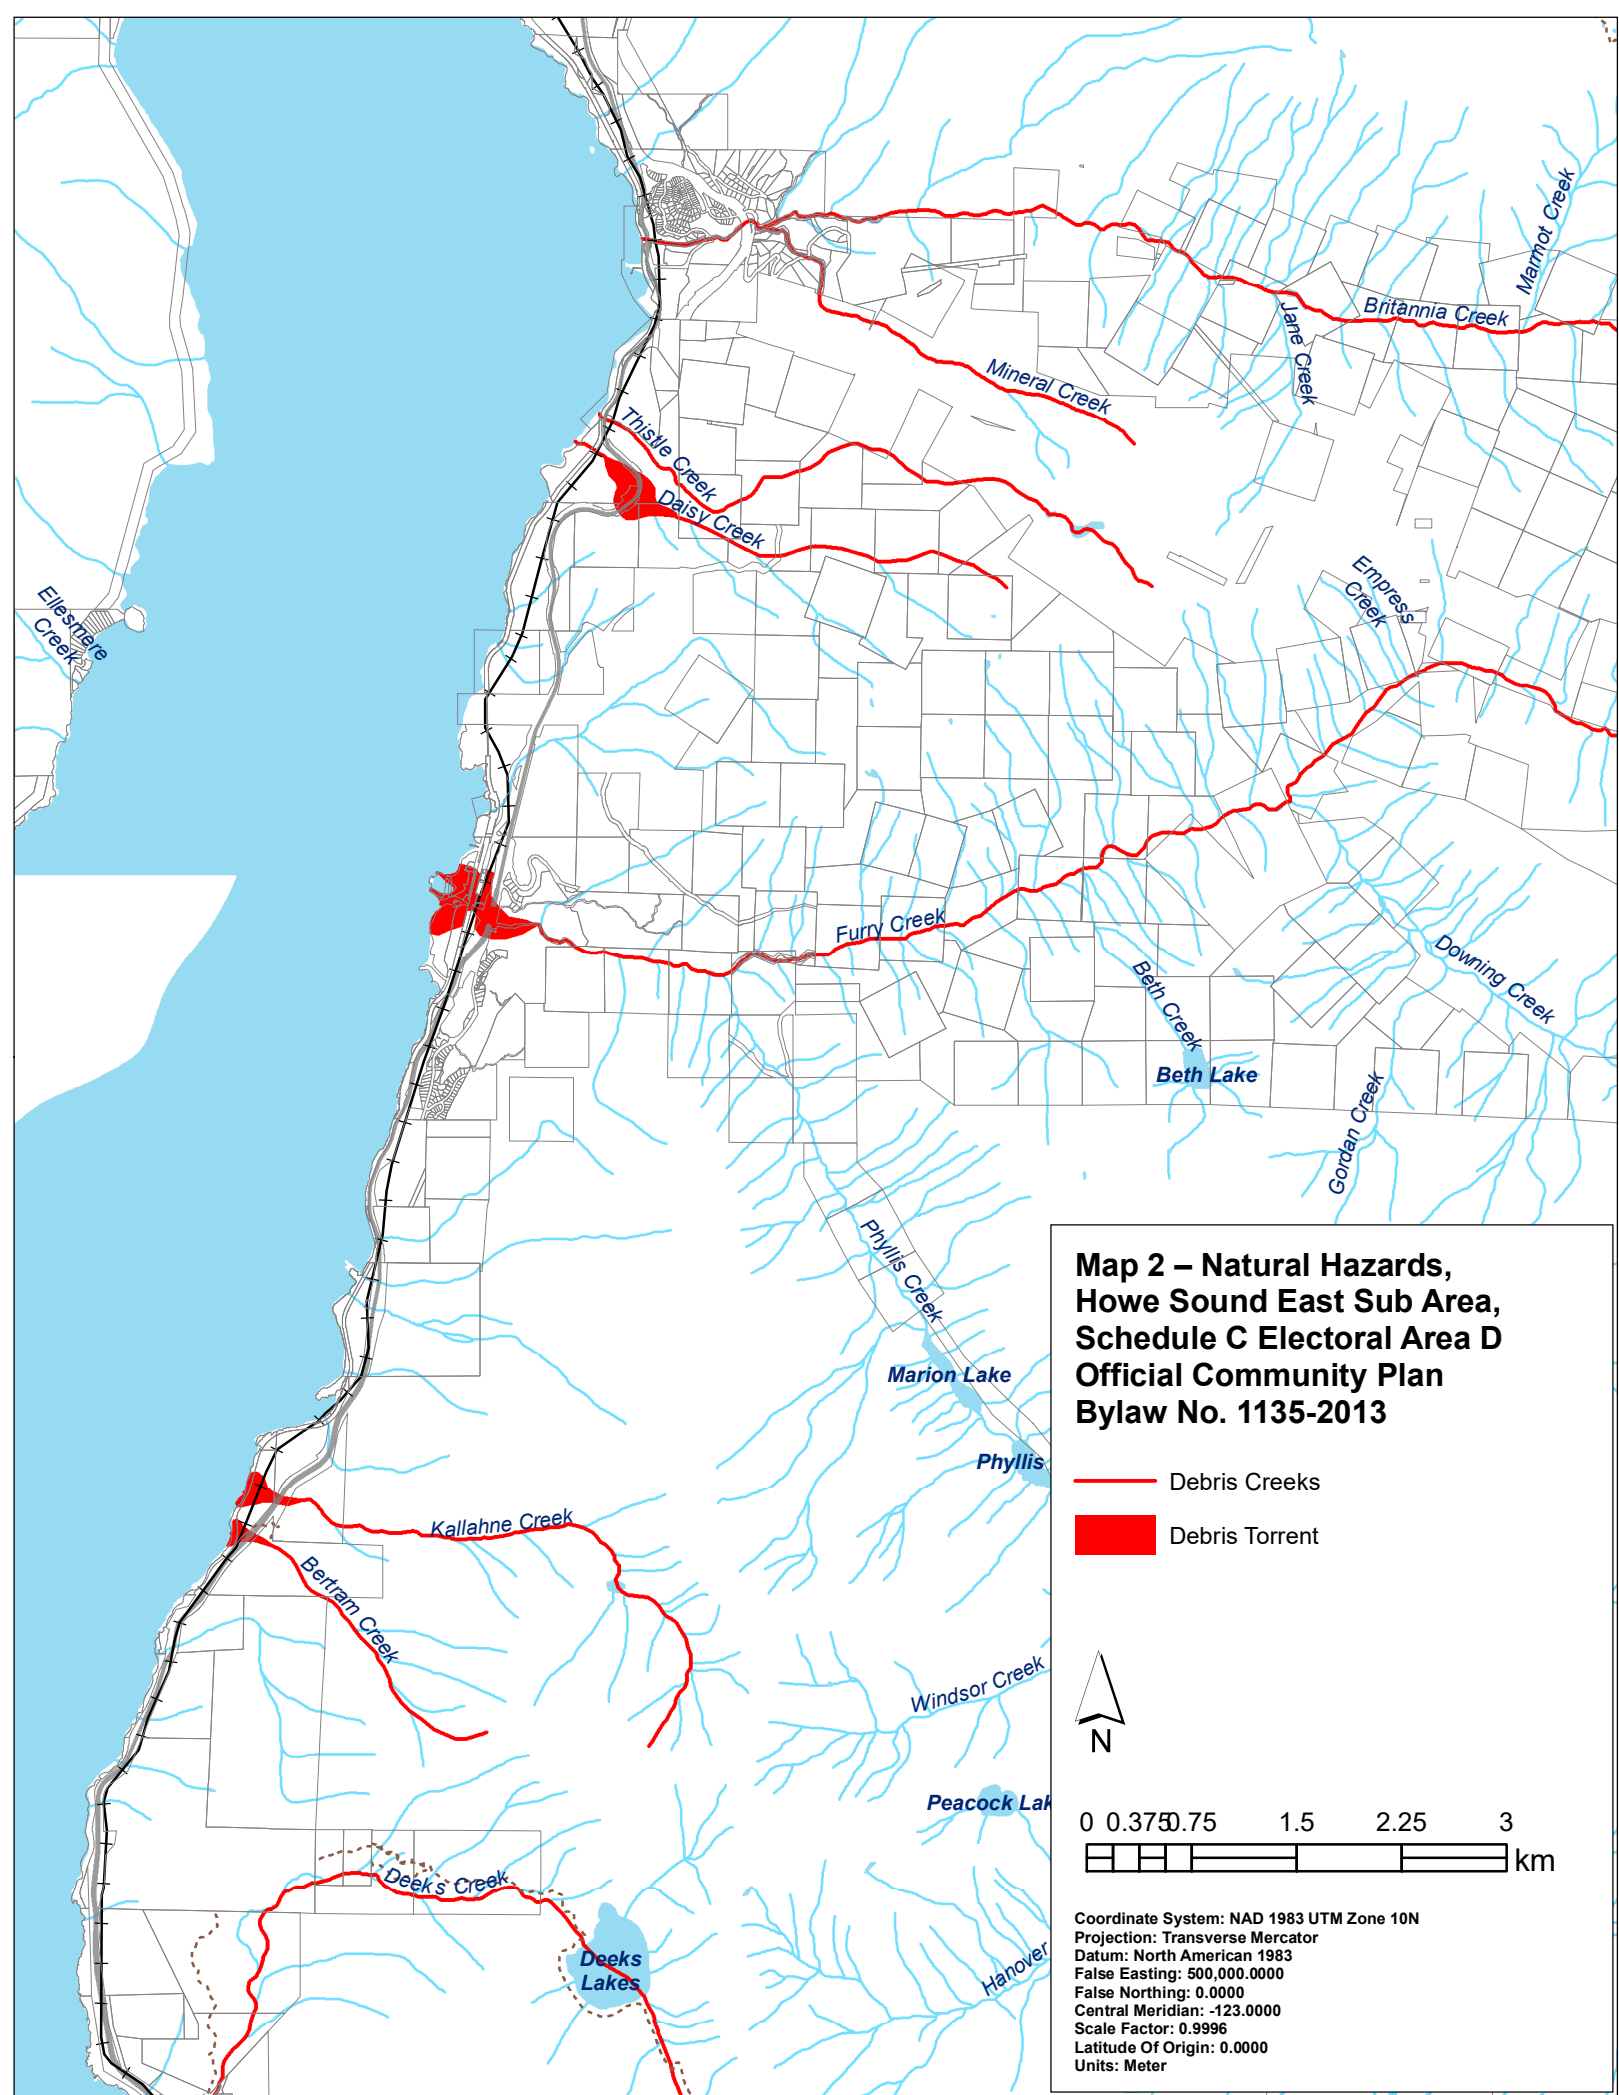 Marmot Creek
Britannia Creek
Jane Creek
Mineral Creek
Thistle Creek
Daisy Creek
Empress
Creek
Ellesmere
Creek
Furry Creek
Downing Creek
Beth Creek
Beth Lake
Gordan Creek
Phyllis Creek
Marion Lake
Phyllis
Kallahne Creek
Bertram Creek
Windsor Creek
Peacock Lak
Deeks Creek
Deeks
Lakes
Hanover
Map 2 – Natural Hazards,
Howe Sound East Sub Area,
Schedule C Electoral Area D
Official Community Plan
Bylaw No. 1135-2013
Debris Creeks
Debris Torrent
N
0 0.375 0.75 1.5 2.25 3
km
Coordinate System: NAD 1983 UTM Zone 10N
Projection: Transverse Mercator
Datum: North American 1983
False Easting: 500,000.0000
False Northing: 0.0000
Central Meridian: -123.0000
Scale Factor: 0.9996
Latitude Of Origin: 0.0000
Units: Meter